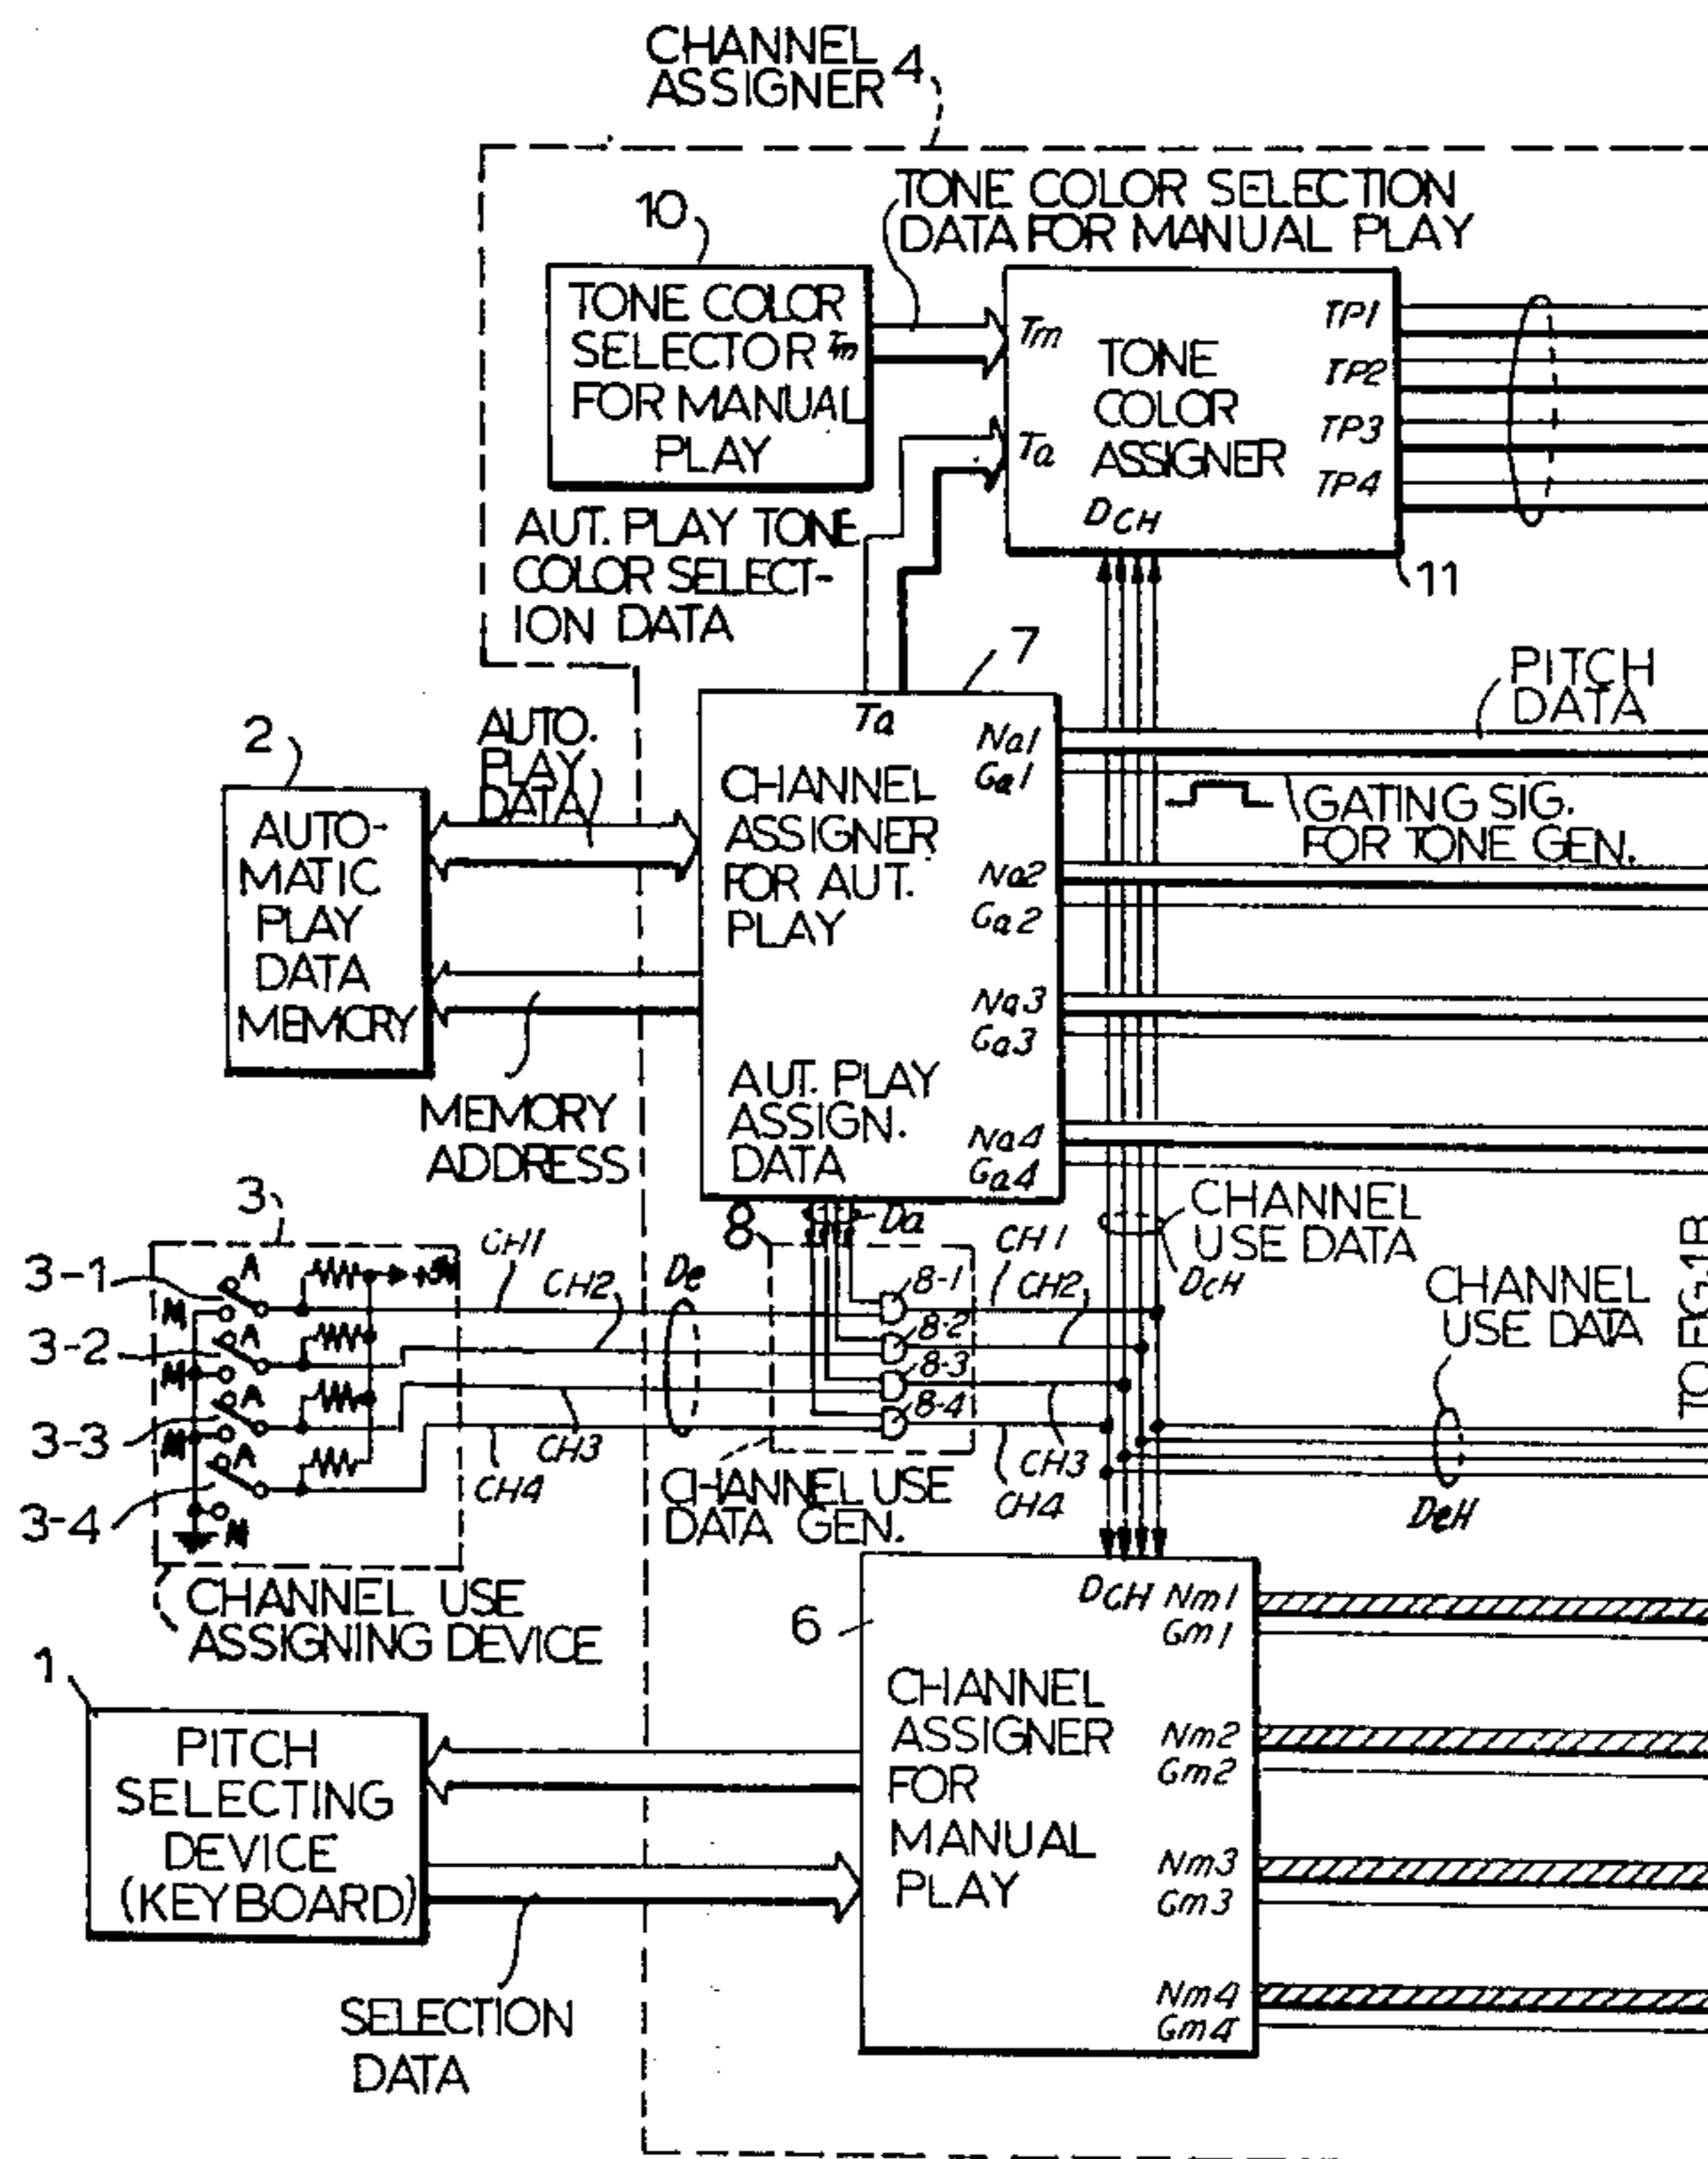 CHANNEL
ASSIGNER
4
10
TONE COLOR SELECTION
DATA FOR MANUAL PLAY
TONE COLOR
SELECTOR Tm
FOR MANUAL
PLAY
Tm
Ta
TONE
COLOR
ASSIGNER
DCH
TP1
TP2
TP3
TP4
11
AUT. PLAY TONE
COLOR SELECT-
ION DATA
7
PITCH
DATA
2
AUTO.
PLAY
DATA
AUTO-
MATIC
PLAY
DATA
MEMORY
Ta
CHANNEL
ASSIGNER
FOR AUT.
PLAY
AUT. PLAY
ASSIGN.
DATA
Na1
Ga1
Na2
Ga2
Na3
Ga3
Na4
Ga4
GATING SIG.
FOR TONE GEN.
MEMORY
ADDRESS
3
8
Da
CHANNEL
USE DATA
DCH
3-1
3-2
3-3
3-4
A
M
A
M
A
M
A
M
+5V
CH1
CH2
CH3
CH4
De
8-1
8-2
8-3
8-4
CH1
CH2
CH3
CH4
CHANNEL
USE DATA
DeH
TO FIG.1B
CHANNEL USE
DATA GEN.
CHANNEL USE
ASSIGNING DEVICE
1
PITCH
SELECTING
DEVICE
(KEYBOARD)
SELECTION
DATA
6
DCH
CHANNEL
ASSIGNER
FOR
MANUAL
PLAY
Nm1
Gm1
Nm2
Gm2
Nm3
Gm3
Nm4
Gm4